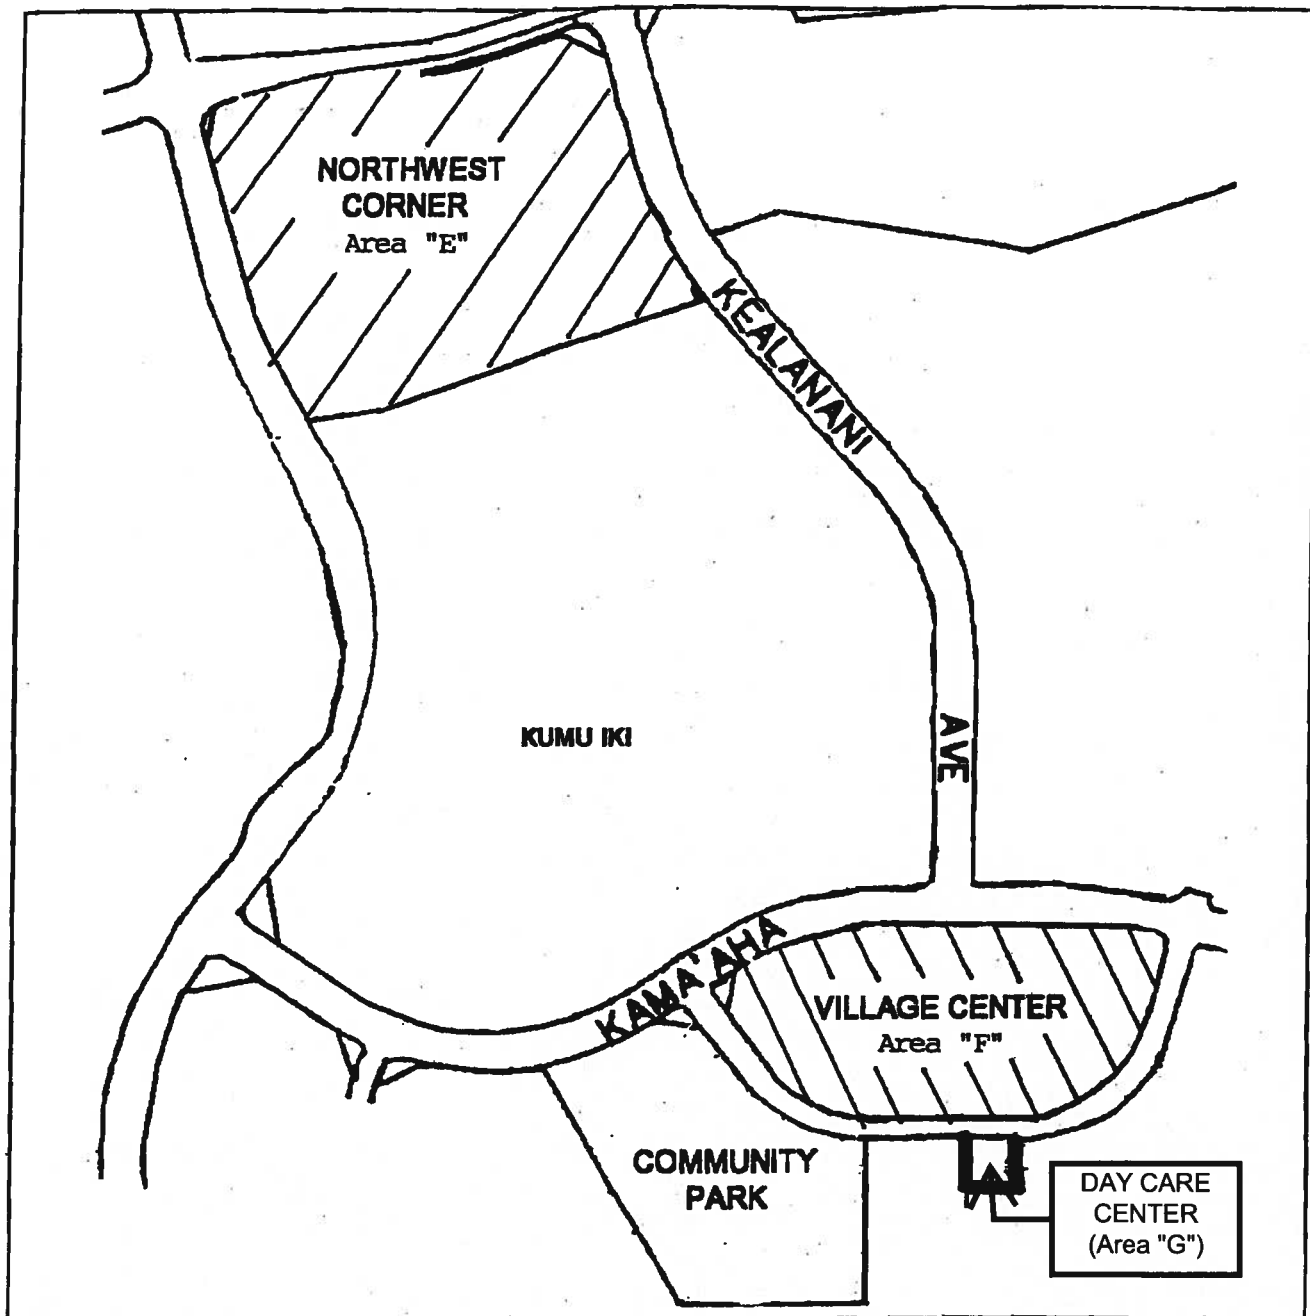 NORTHWEST
CORNER
Area "E"
KEALANANI
AVE
KUMU IKI
KAMA'AHA
VILLAGE CENTER
Area "F"
COMMUNITY
PARK
DAY CARE
CENTER
(Area "G")